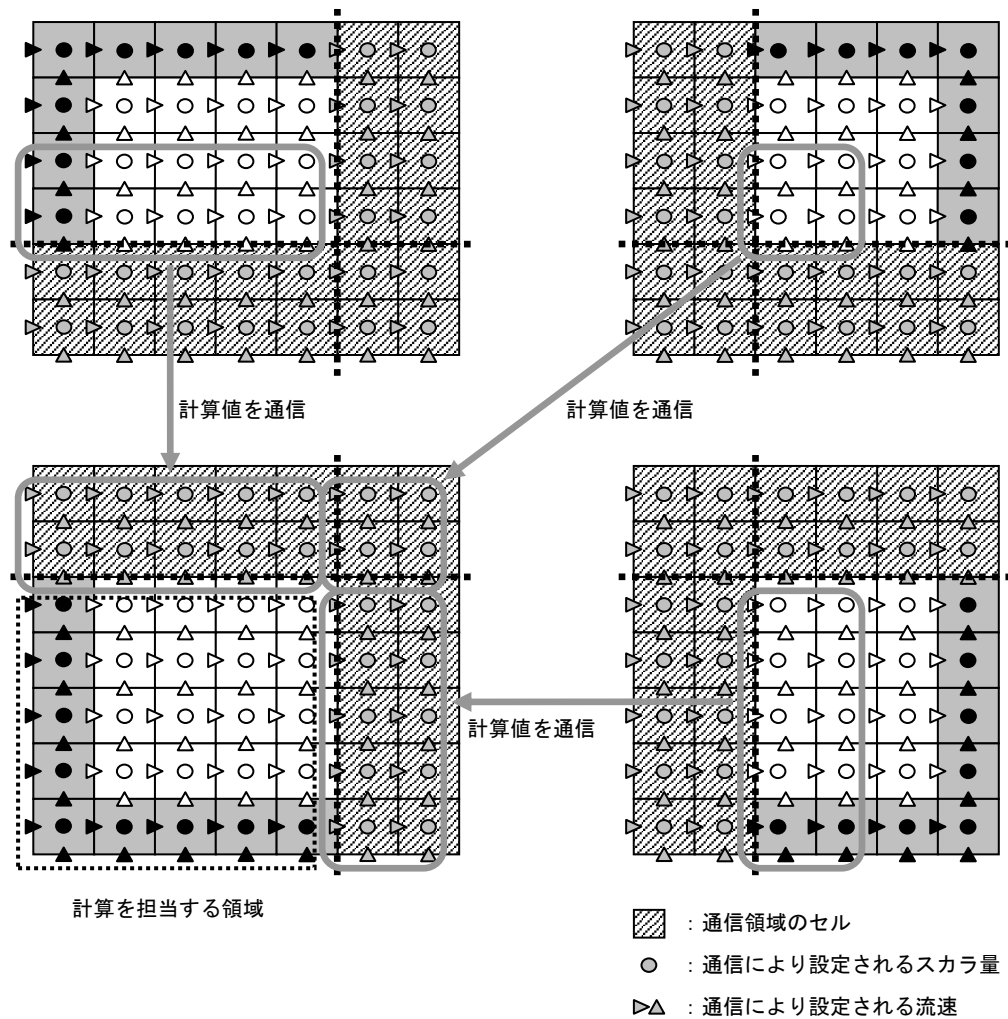 計算値を通信
計算値を通信
計算値を通信
計算を担当する領域
：通信領域のセル
：通信により設定されるスカラ量
：通信により設定される流速